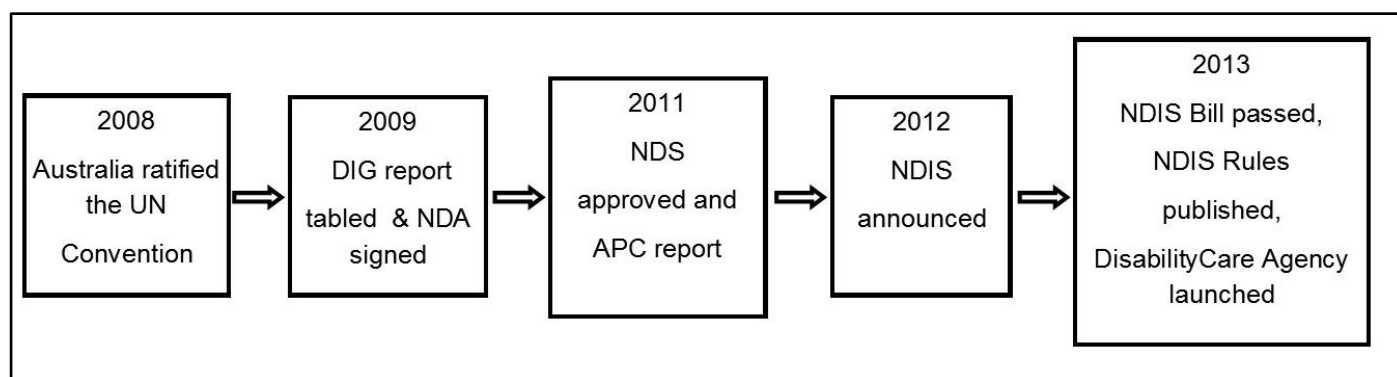 2008
Australia ratified
the UN
Convention
2009
DIG report
tabled & NDA
signed
2011
NDS
approved and
APC report
2012
NDIS
announced
2013
NDIS Bill passed,
NDIS Rules
published,
DisabilityCare Agency
launched